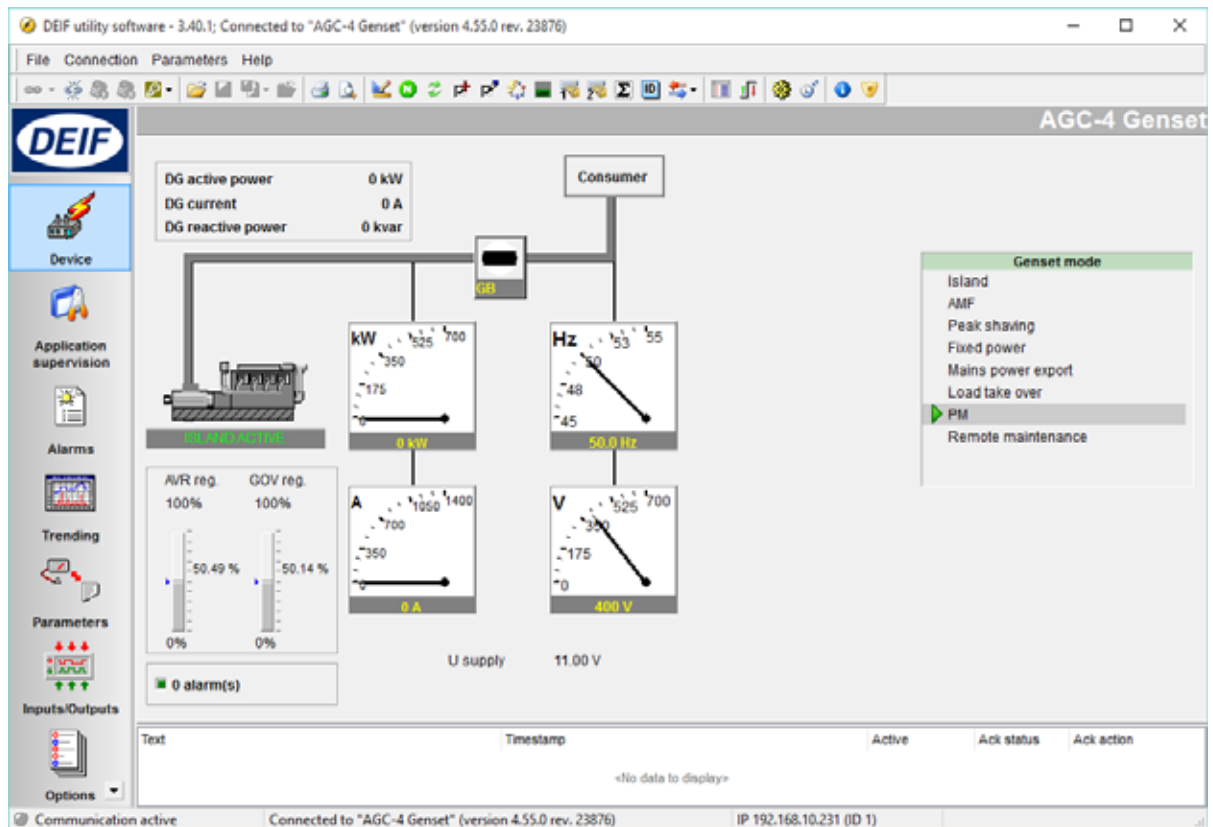 DEIF utility software - 3.40.1; Connected to "AGC-4 Genset" (version 4.55.0 rev. 23876)
File Connection Parameters Help
ID
AGC-4 Genset
DEIF
Device
Application
supervision
Alarms
Trending
Parameters
Inputs/Outputs
Options
DG active power 0 kW
DG current 0 A
DG reactive power 0 kvar
Consumer
GB
ISLAND ACTIVE
kW 0 175 350 525 700
0 kW
Hz 45 48 50 53 55
50.0 Hz
A 0 350 700 1050 1400
0 A
V 0 175 350 525 700
400 V
AVR reg. GOV reg.
100% 100%
50.49 % 50.14 %
0% 0%
0 alarm(s)
U supply 11.00 V
Genset mode
Island
AMF
Peak shaving
Fixed power
Mains power export
Load take over
PM
Remote maintenance
Text Timestamp Active Ack status Ack action
<No data to display>
Communication active Connected to "AGC-4 Genset" (version 4.55.0 rev. 23876) IP 192.168.10.231 (ID 1)